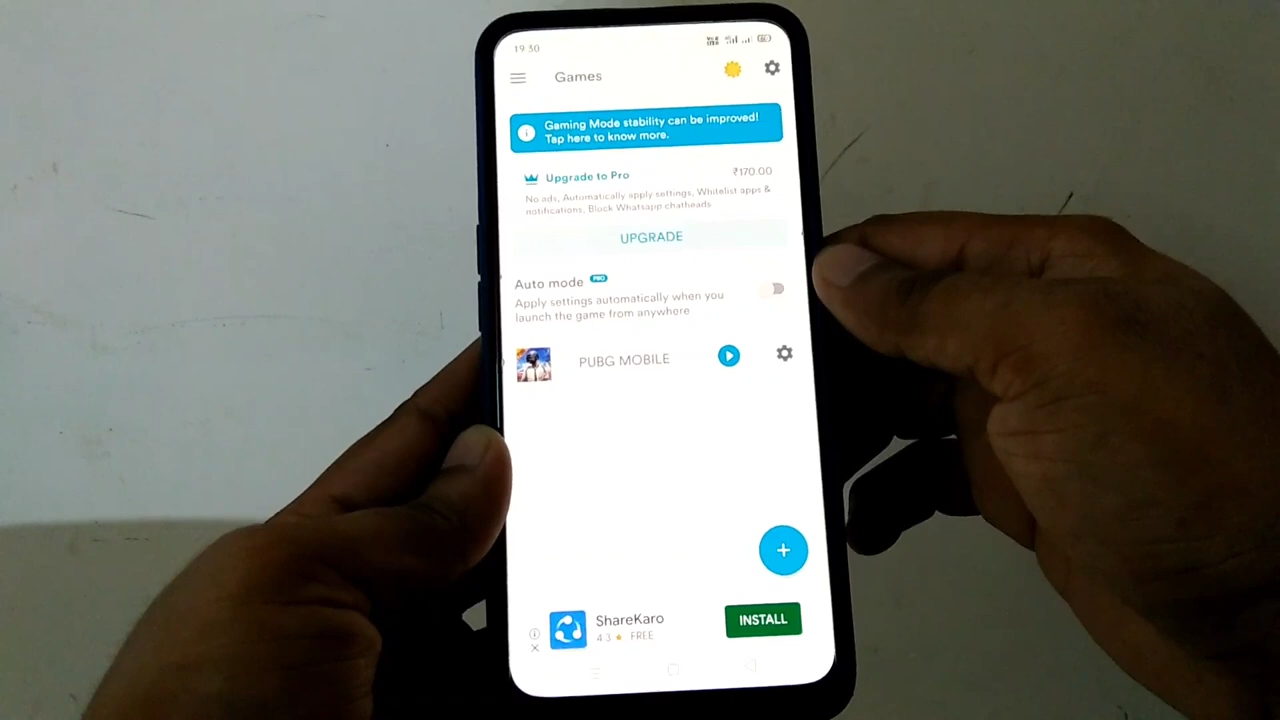 19:30
Games
Gaming Mode stability can be improved!
Tap here to know more.
Upgrade to Pro
₹170.00
No ads, Automatically apply settings, Whitelist apps &
notifications, Block Whatsapp chatheads
UPGRADE
Auto mode PRO
Apply settings automatically when you
launch the game from anywhere
PUBG MOBILE
+
ShareKaro
4.3 ★ FREE
INSTALL